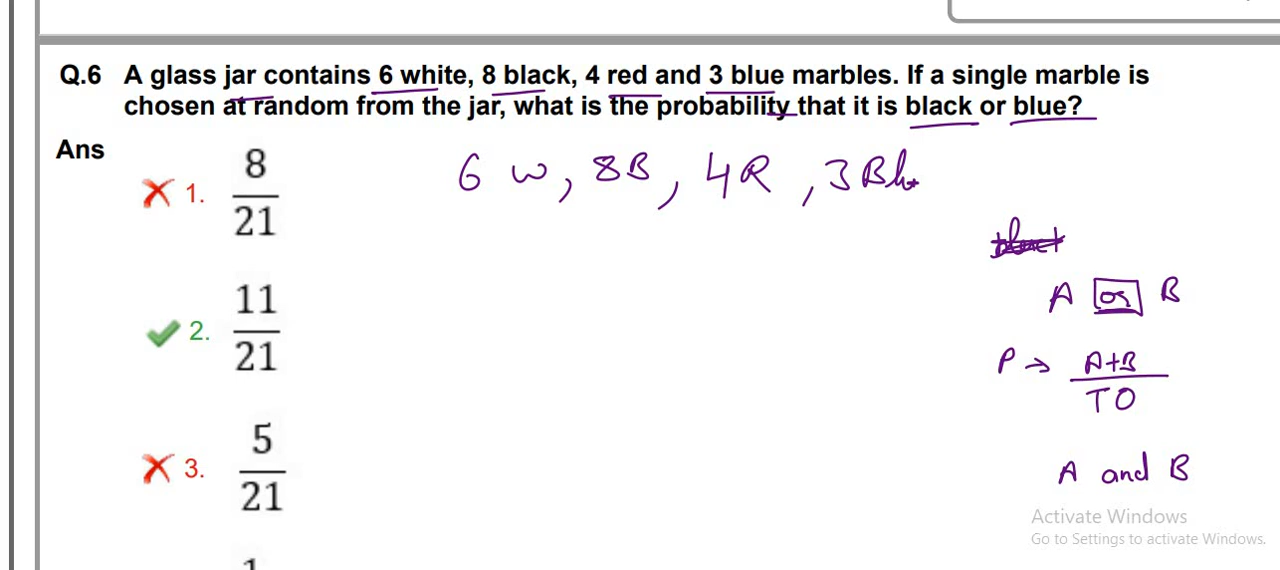 Q.6 A glass jar contains 6 white, 8 black, 4 red and 3 blue marbles. If a single marble is
chosen at random from the jar, what is the probability that it is black or blue?
Ans
1. 8/21
2. 11/21
3. 5/21
1
6 W, 8B, 4R, 3
A or B
P → A+B/TO
A and B
Activate Windows
Go to Settings to activate Windows.